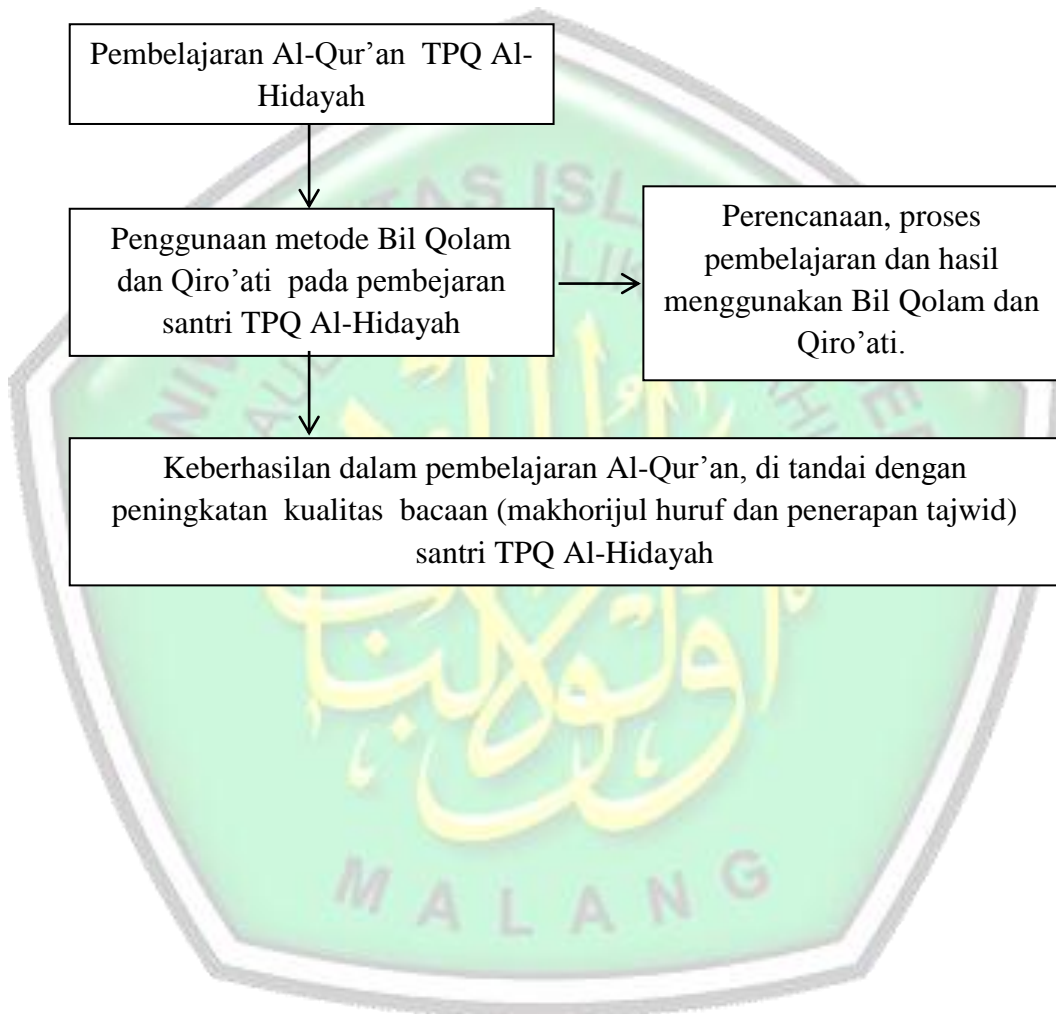 Pembelajaran Al-Qur’an TPQ Al-
Hidayah
Penggunaan metode Bil Qolam
dan Qiro’ati pada pembejaran
santri TPQ Al-Hidayah
Perencanaan, proses
pembelajaran dan hasil
menggunakan Bil Qolam dan
Qiro’ati.
Keberhasilan dalam pembelajaran Al-Qur’an, di tandai dengan
peningkatan kualitas bacaan (makhorijul huruf dan penerapan tajwid)
santri TPQ Al-Hidayah
MALANG